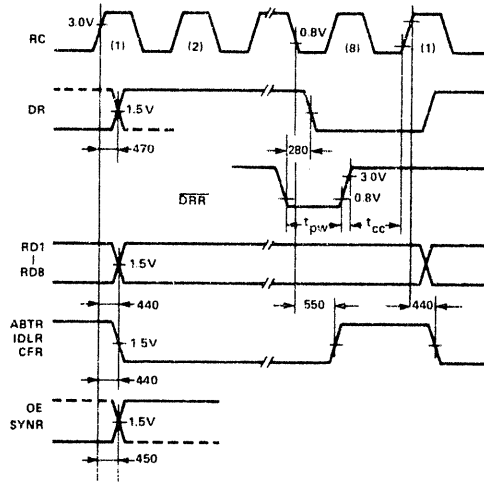 3.0V
0.8V
RC
(1)
(2)
(8)
(1)
DR
1.5V
470
280
DRR
3.0V
0.8V
tpw
tcc
RD1
|
RD8
1.5V
440
550
440
ABTR
IDLR
CFR
1.5V
440
OE
SYNR
1.5V
450